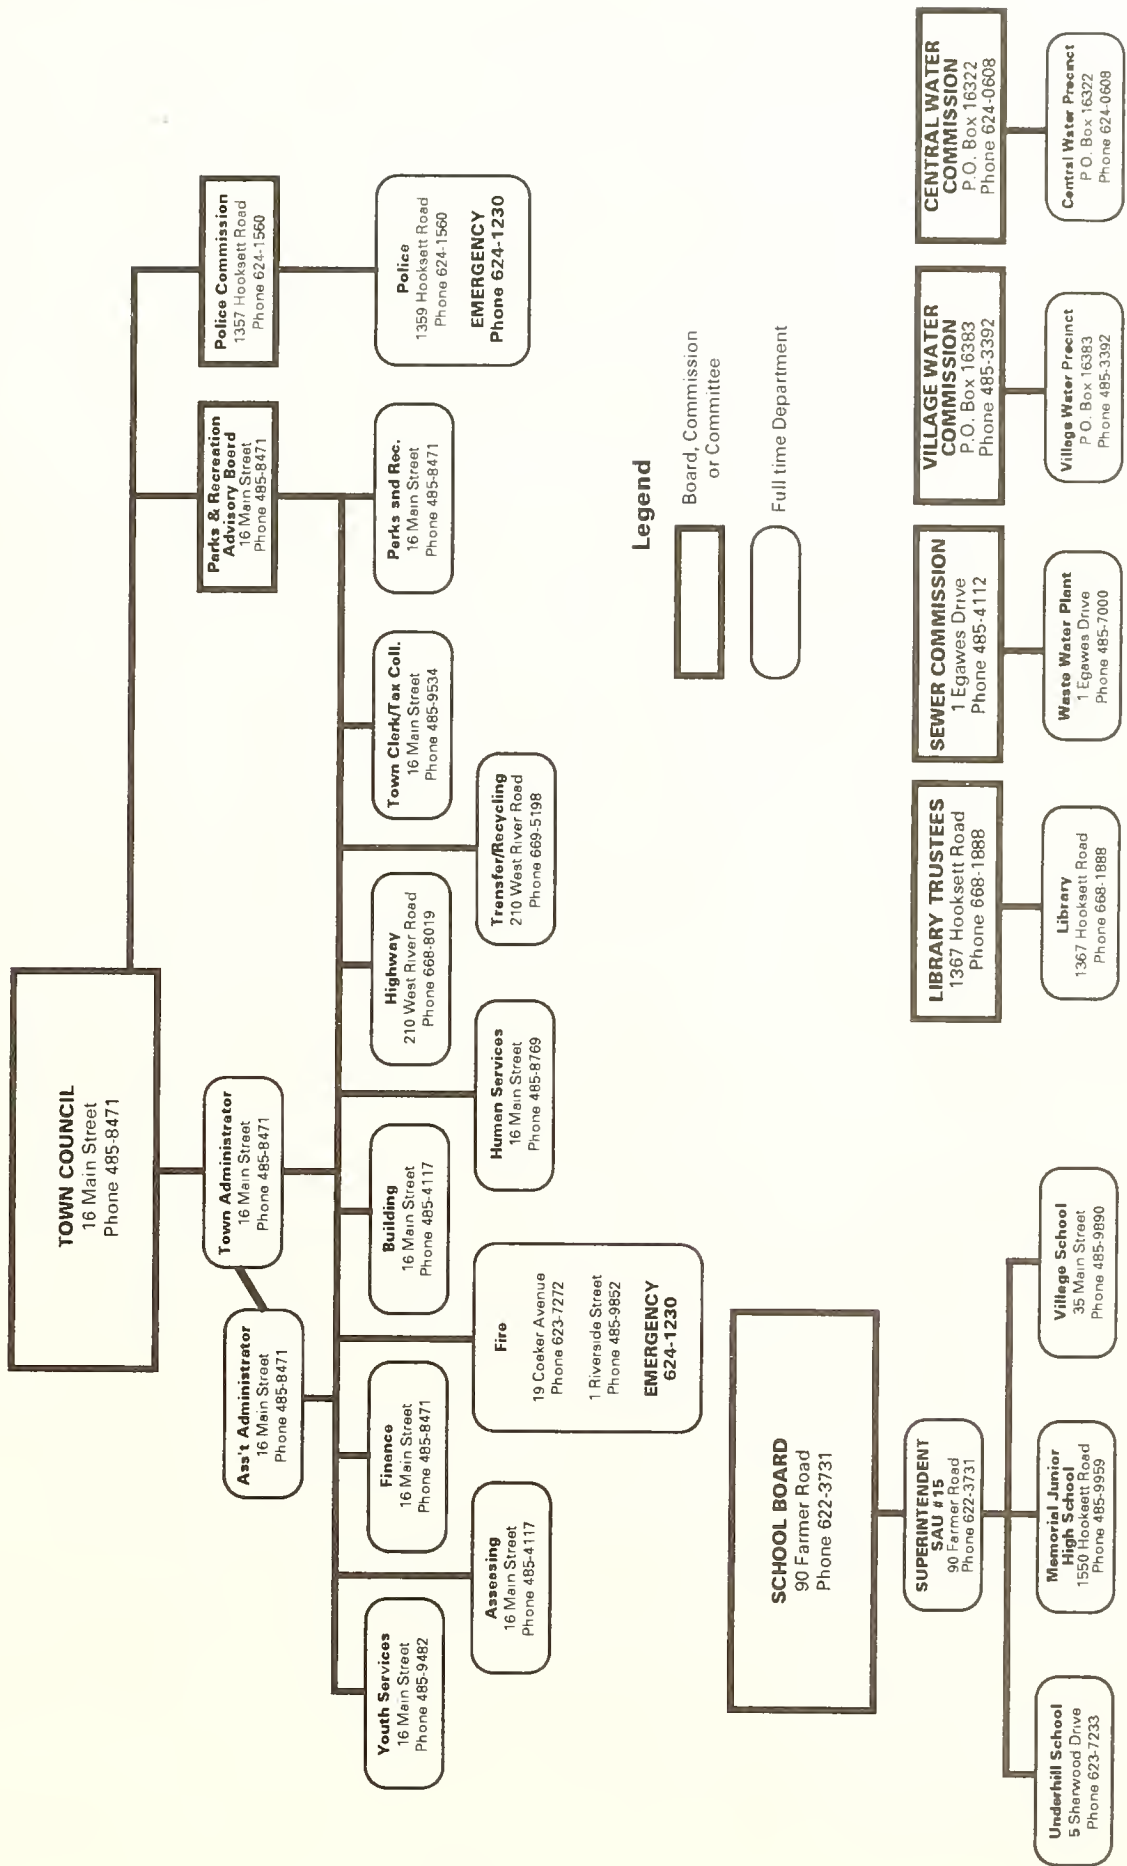 TOWN COUNCIL
16 Main Street
Phone 485-8471
Ass't Administrator
16 Main Street
Phone 485-8471
Town Administrator
16 Main Street
Phone 485-8471
Parks & Recreation
Advisory Board
16 Main Street
Phone 485-8471
Police Commission
1357 Hooksett Road
Phone 624-1560
Youth Services
16 Main Street
Phone 485-9482
Finance
16 Main Street
Phone 485-8471
Building
16 Main Street
Phone 485-4117
Highway
210 West River Road
Phone 668-8019
Town Clerk/Tax Coll.
16 Main Street
Phone 485-9534
Parks and Rec.
16 Main Street
Phone 485-8471
Police
1359 Hooksett Road
Phone 624-1560
EMERGENCY
Phone 624-1230
Assessing
16 Main Street
Phone 485-4117
Fire
19 Coaker Avenue
Phone 623-7272
1 Riverside Street
Phone 485-9852
EMERGENCY
624-1230
Human Services
16 Main Street
Phone 485-8769
Transfer/Recycling
210 West River Road
Phone 669-5198
Legend
Board, Commission
or Committee
Full time Department
SCHOOL BOARD
90 Farmer Road
Phone 622-3731
SUPERINTENDENT
SAU #15
90 Farmer Road
Phone 622-3731
Underhill School
5 Sherwood Drive
Phone 623-7233
Memorial Junior
High School
1550 Hooksett Road
Phone 485-9959
Village School
35 Main Street
Phone 485-9890
LIBRARY TRUSTEES
1367 Hooksett Road
Phone 668-1888
SEWER COMMISSION
1 Egawes Drive
Phone 485-4112
VILLAGE WATER
COMMISSION
P.O. Box 16383
Phone 485-3392
CENTRAL WATER
COMMISSION
P.O. Box 16322
Phone 624-0608
Library
1367 Hooksett Road
Phone 668-1888
Waste Water Plant
1 Egawes Drive
Phone 485-7000
Village Water Precinct
P.O. Box 16383
Phone 485-3392
Central Water Precinct
P.O. Box 16322
Phone 624-0608